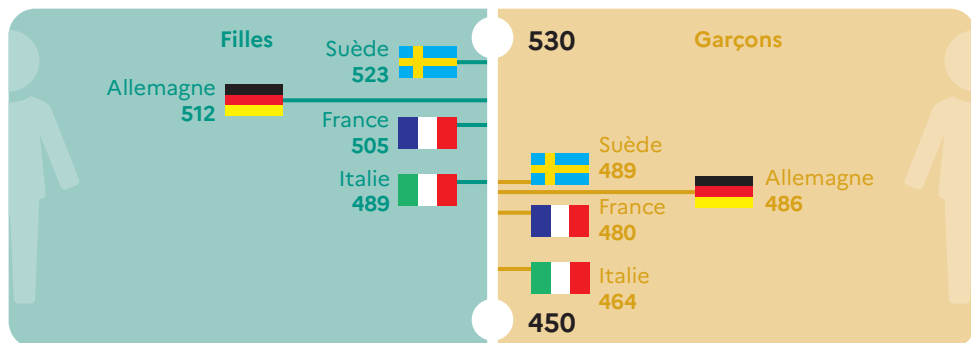 Filles
Suède
523
Allemagne
512
France
505
Italie
489
530
Garçons
Suède
489
Allemagne
486
France
480
Italie
464
450